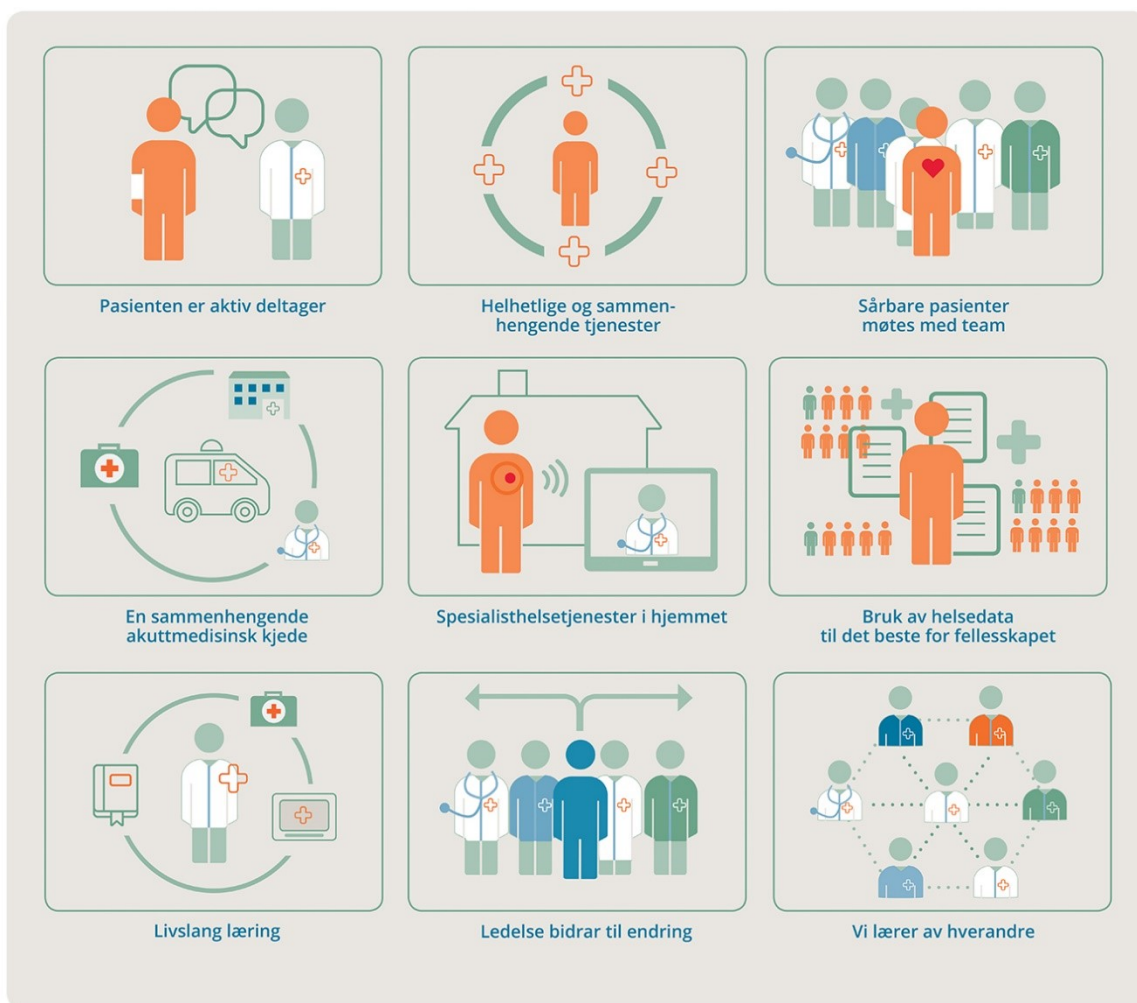 Pasienten er aktiv deltager
Helhetlige og sammen-
hengende tjenester
Sårbare pasienter
møtes med team
En sammenhengende
akuttmedisinsk kjede
Spesialisthelsetjenester i hjemmet
Bruk av helsedata
til det beste for fellesskapet
Livslang læring
Ledelse bidrar til endring
Vi lærer av hverandre